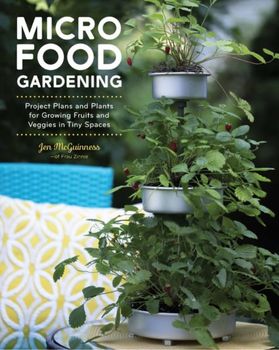 MICRO
FOOD
GARDENING
Project Plans and Plants
for Growing Fruits and
Veggies in Tiny Spaces
Jen McGuinness
—of Frau Zinnie